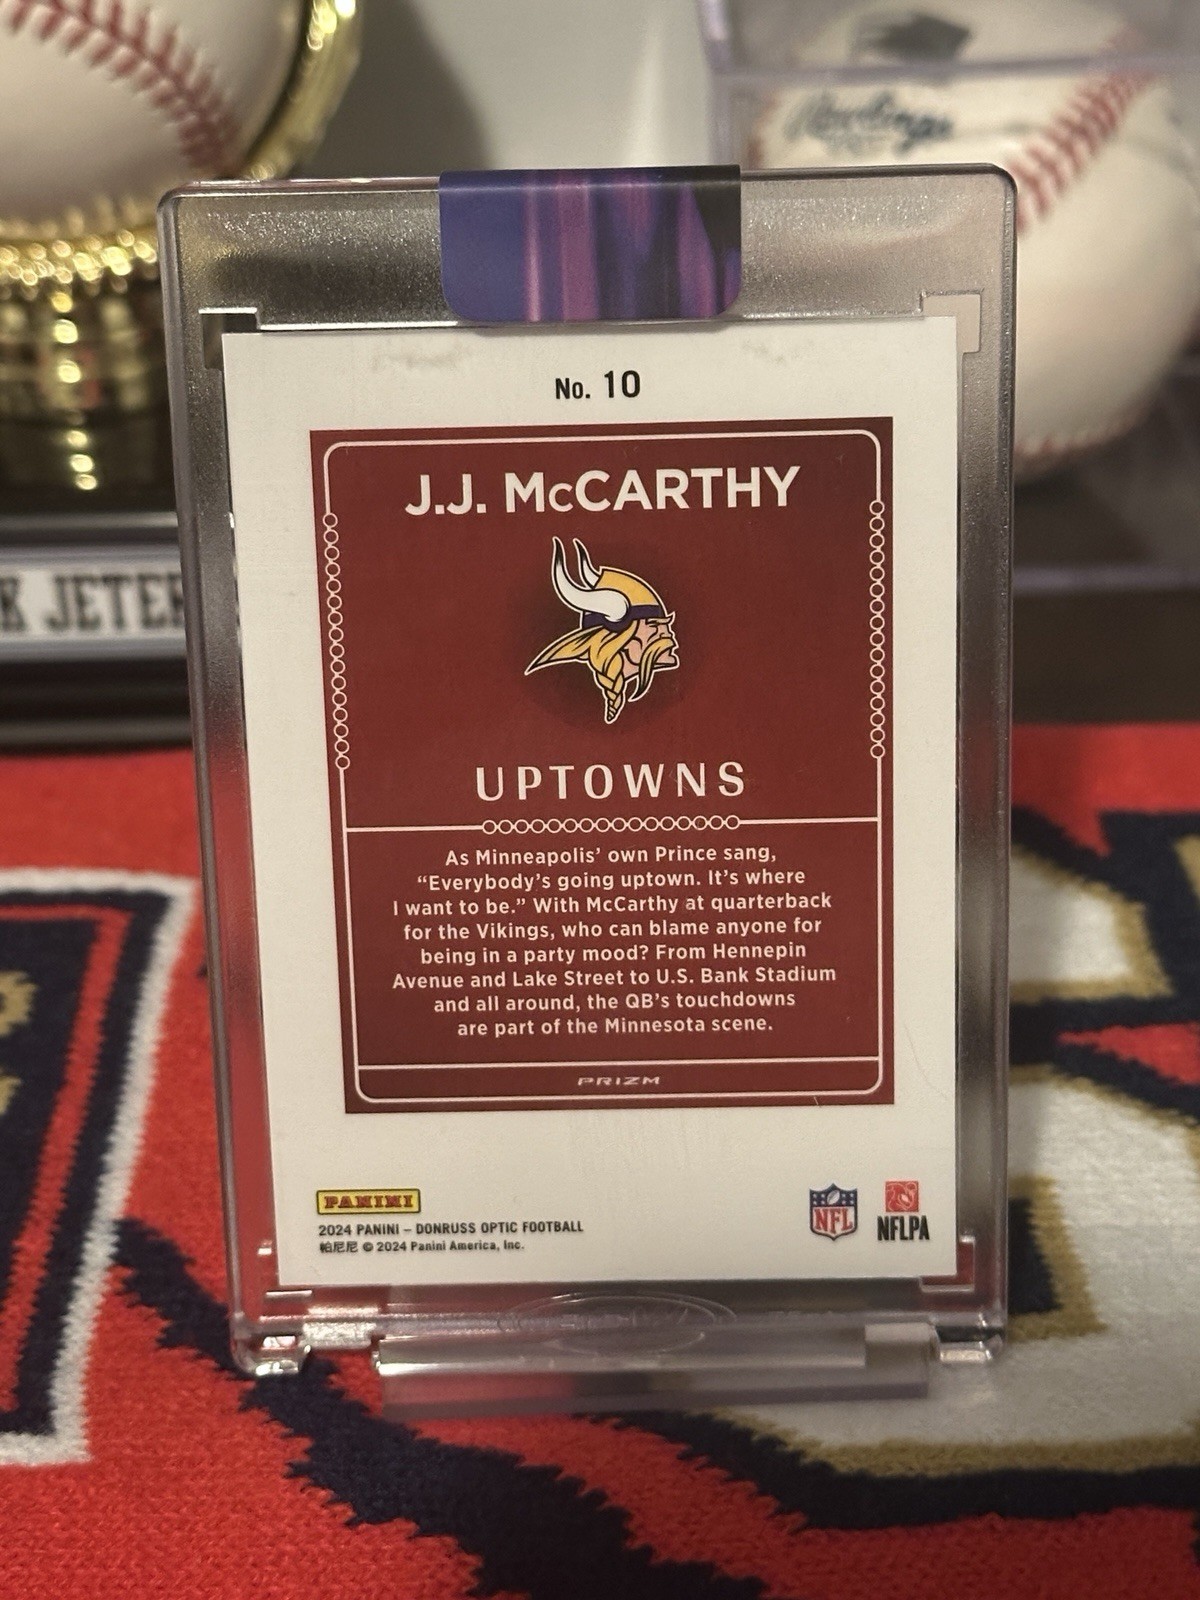 Rawlings
K JETER
No. 10
J.J. McCARTHY
UPTOWNS
As Minneapolis' own Prince sang,
“Everybody's going uptown. It's where
I want to be.” With McCarthy at quarterback
for the Vikings, who can blame anyone for
being in a party mood? From Hennepin
Avenue and Lake Street to U.S. Bank Stadium
and all around, the QB's touchdowns
are part of the Minnesota scene.
PRIZM
PANINI
2024 PANINI – DONRUSS OPTIC FOOTBALL
帕尼尼 © 2024 Panini America, Inc.
NFL
NFLPA